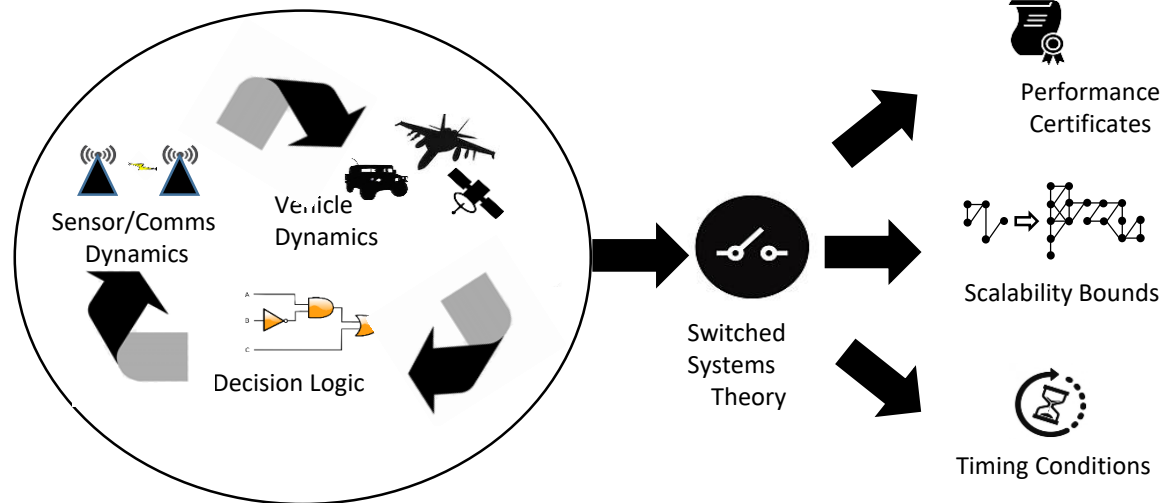 Performance
Certificates
Sensor/Comms
Dynamics
Vehicle
Dynamics
A
B
C
Decision Logic
Switched
Systems
Theory
Scalability Bounds
Timing Conditions